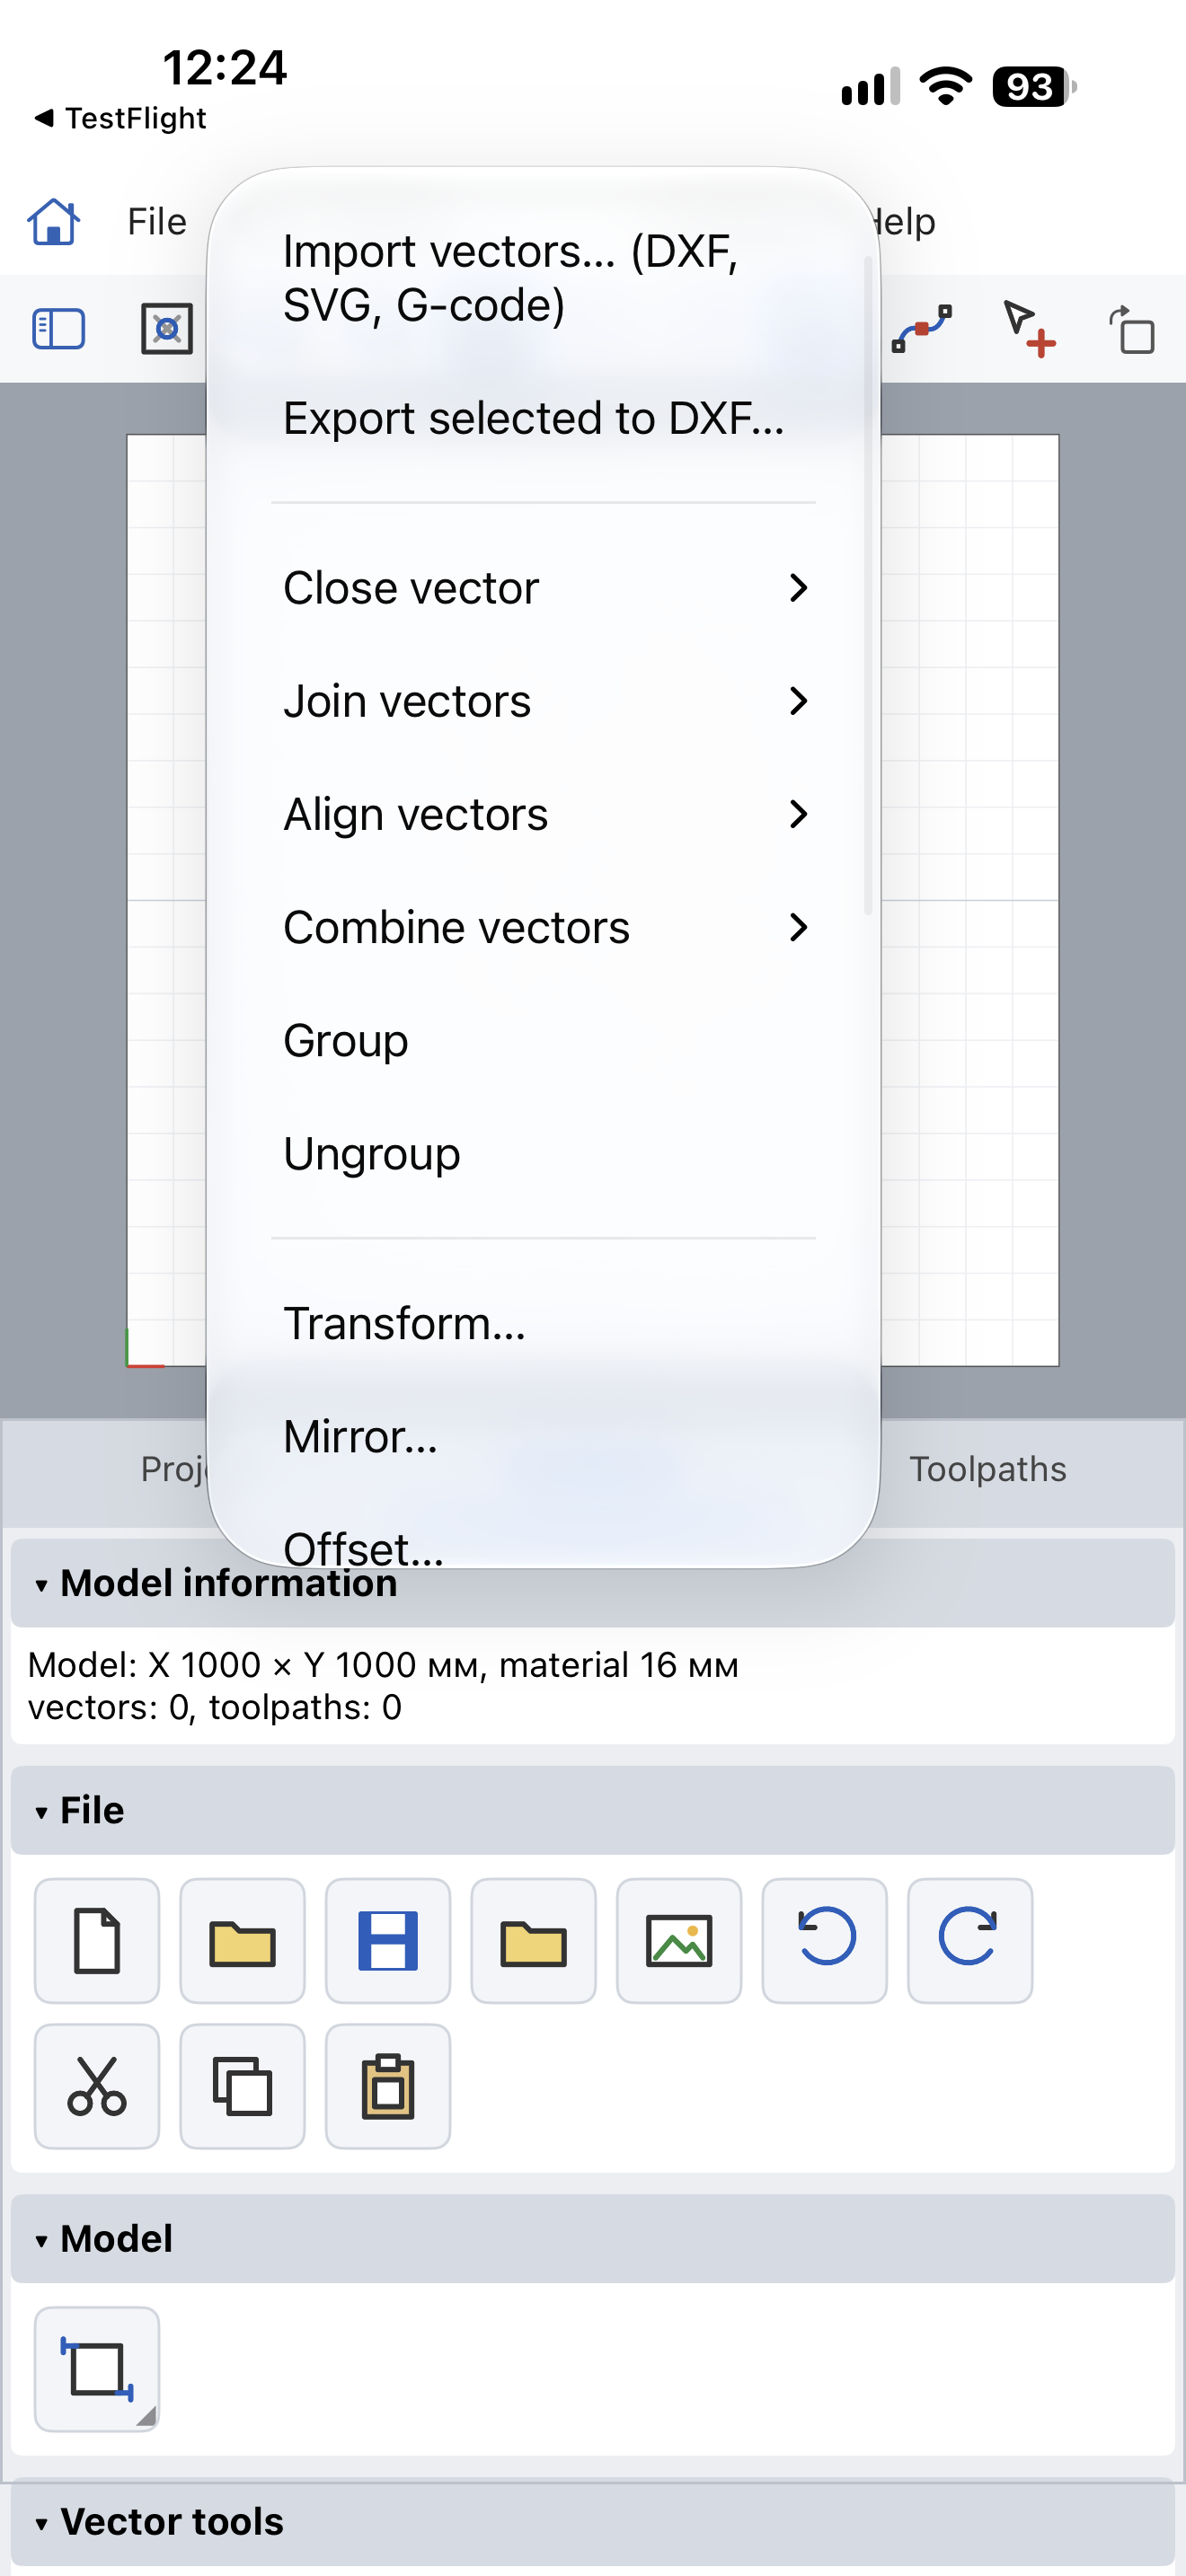 12:24
93
TestFlight
File
Help
Import vectors... (DXF,
SVG, G-code)
Export selected to DXF...
Close vector
Join vectors
Align vectors
Combine vectors
Group
Ungroup
Transform...
Mirror...
Offset...
Toolpaths
Model information
Model: X 1000 × Y 1000 мм, material 16 мм
vectors: 0, toolpaths: 0
File
Model
Vector tools